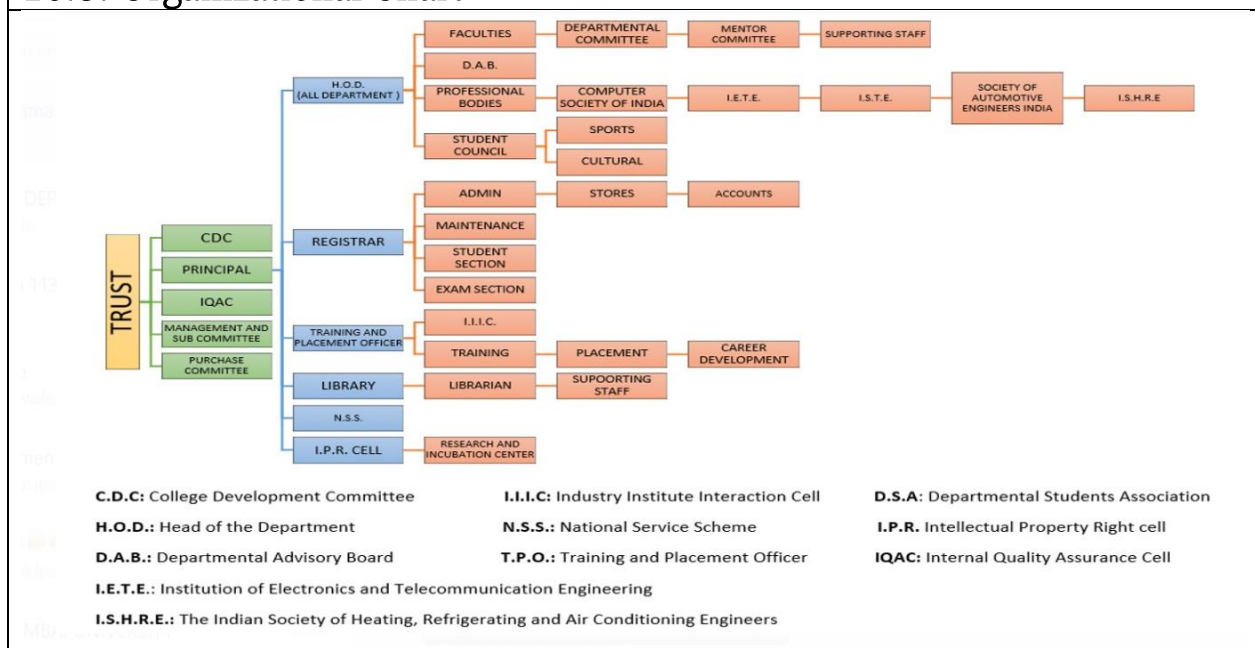 FACULTIES
DEPARTMENTAL
COMMITTEE
MENTOR
COMMITTEE
SUPPORTING STAFF
D.A.B.
H.O.D.
(ALL DEPARTMENT )
PROFESSIONAL
BODIES
COMPUTER
SOCIETY OF INDIA
I.E.T.E.
I.S.T.E.
SOCIETY OF
AUTOMOTIVE
ENGINEERS INDIA
I.S.H.R.E
STUDENT
COUNCIL
SPORTS
CULTURAL
TRUST
CDC
PRINCIPAL
IQAC
MANAGEMENT AND
SUB COMMITTEE
PURCHASE
COMMITTEE
REGISTRAR
ADMIN
STORES
ACCOUNTS
MAINTENANCE
STUDENT
SECTION
EXAM SECTION
TRAINING AND
PLACEMENT OFFICER
I.I.I.C.
TRAINING
PLACEMENT
CAREER
DEVELOPMENT
LIBRARY
LIBRARIAN
SUPOORTING
STAFF
N.S.S.
I.P.R. CELL
RESEARCH AND
INCUBATION CENTER
C.D.C: College Development Committee
I.I.I.C: Industry Institute Interaction Cell
D.S.A: Departmental Students Association
H.O.D.: Head of the Department
N.S.S.: National Service Scheme
I.P.R. Intellectual Property Right cell
D.A.B.: Departmental Advisory Board
T.P.O.: Training and Placement Officer
IQAC: Internal Quality Assurance Cell
I.E.T.E.: Institution of Electronics and Telecommunication Engineering
I.S.H.R.E.: The Indian Society of Heating, Refrigerating and Air Conditioning Engineers